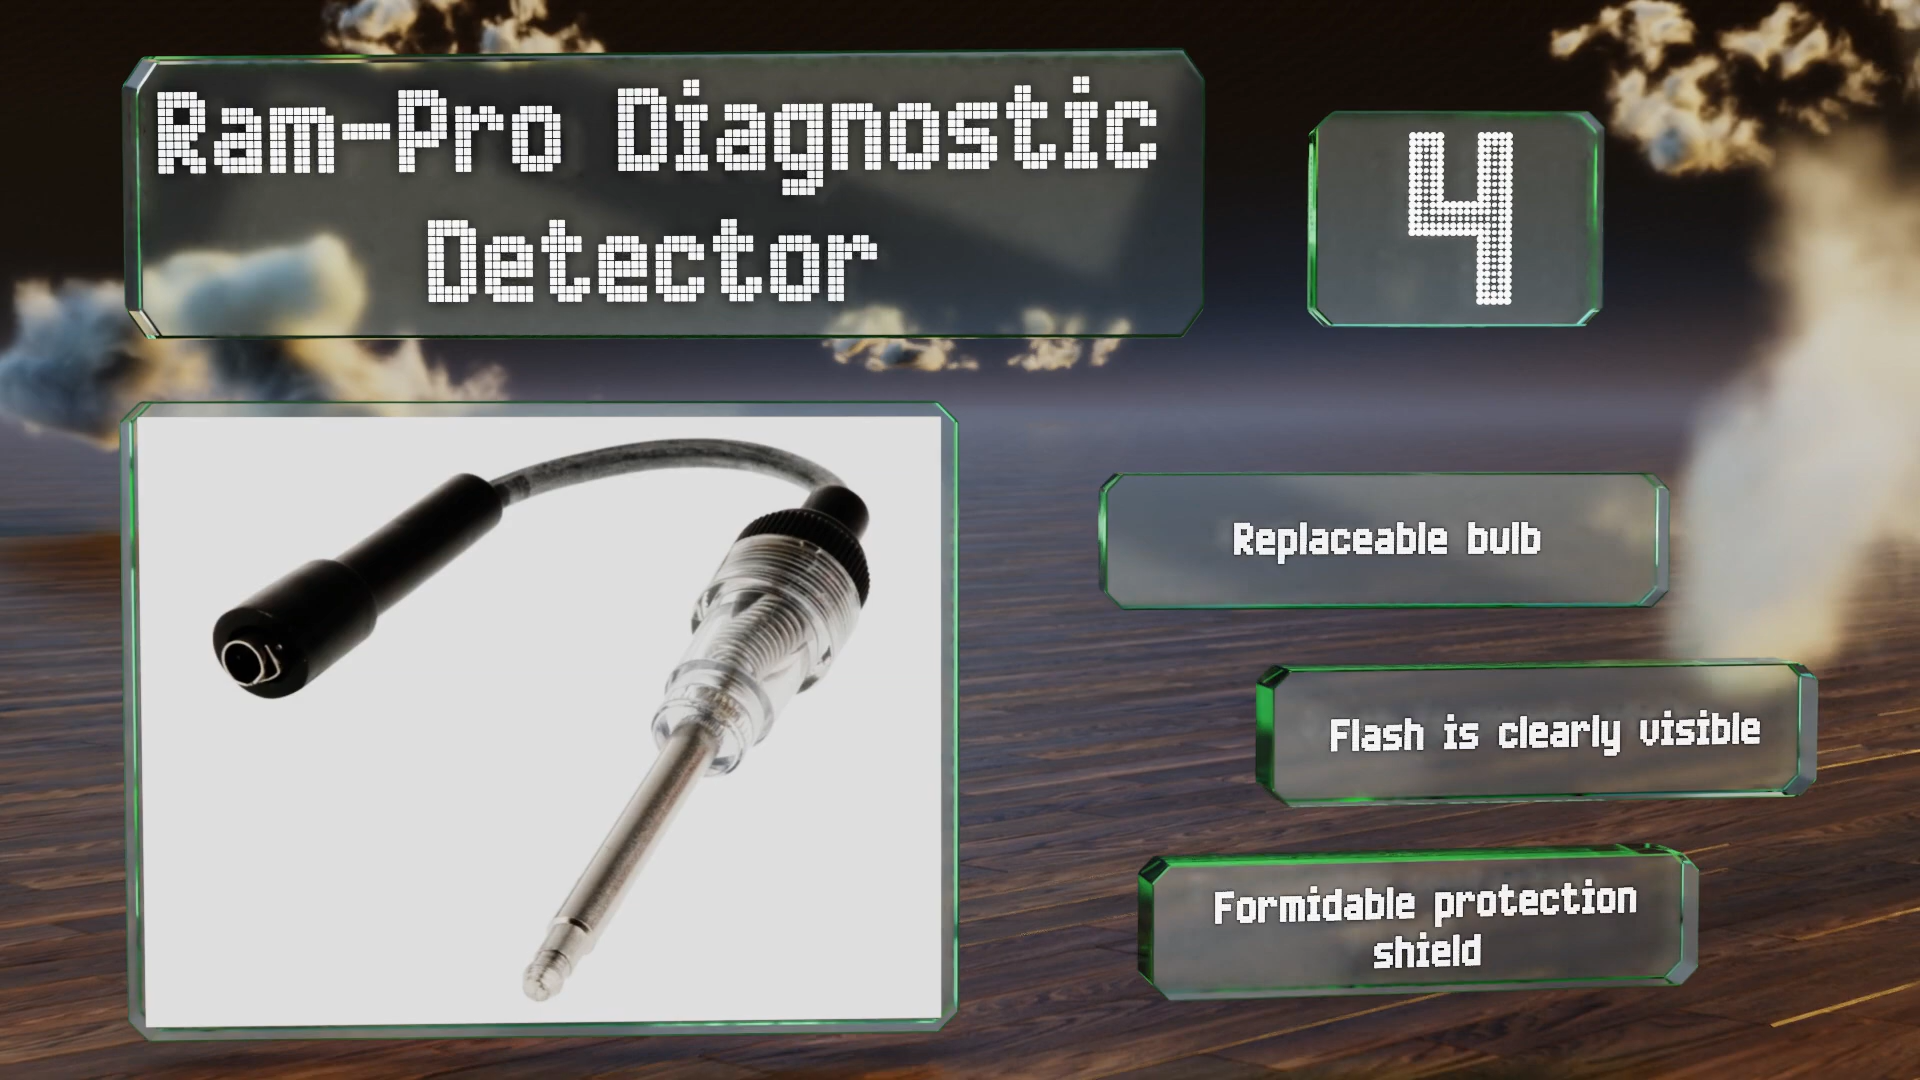 Ram-Pro Diagnostic
Detector
4
Replaceable bulb
Flash is clearly visible
Formidable protection
shield